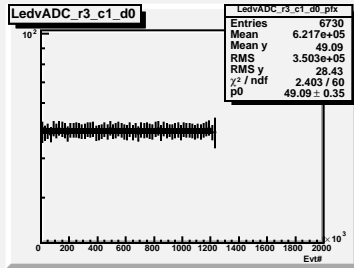 LedvADC_r3_c1_d0
LedvADC_r3_c1_d0_pfx
Entries 6730
Mean 6.217e+05
Mean y 49.09
RMS 3.503e+05
RMS y 28.43
χ² / ndf 2.403 / 60
p0 49.09 ± 0.35
10²
0 200 400 600 800 1000 1200 1400 1600 1800 2000
×10³
Evt#